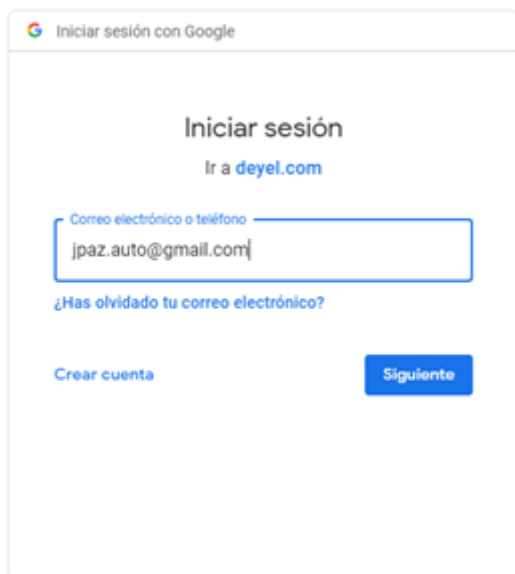 Iniciar sesión con Google
Iniciar sesión
Ir a deyel.com
Correo electrónico o teléfono
jpaz.auto@gmail.com
¿Has olvidado tu correo electrónico?
Crear cuenta
Siguiente